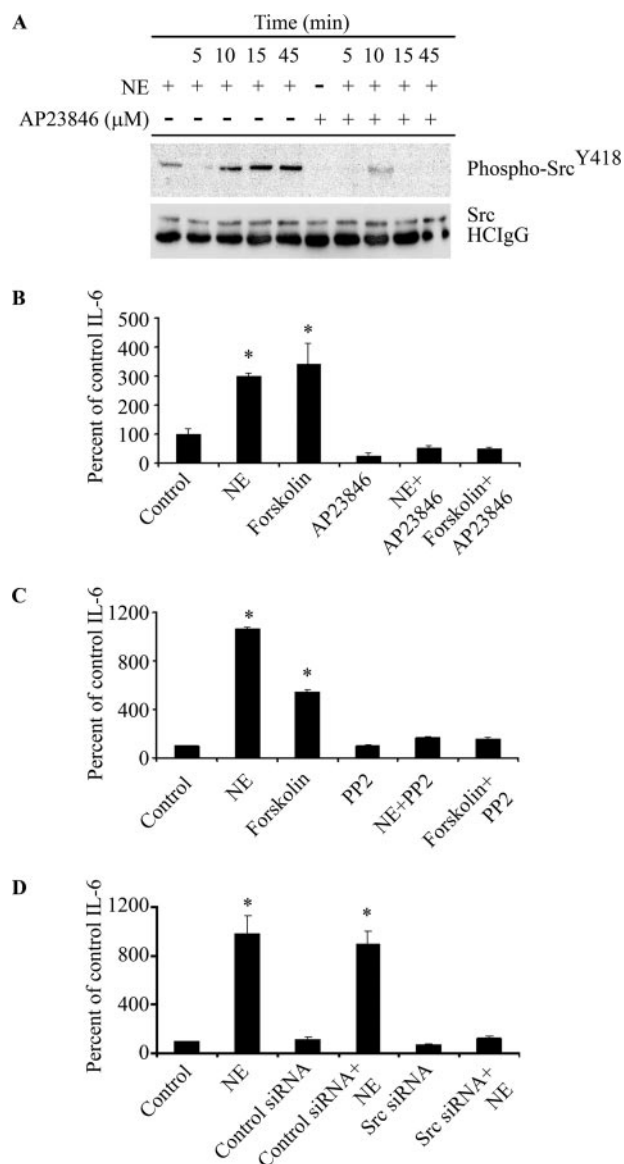 A
Time (min)
5 10 15 45 5 10 15 45
NE + + + + + - + + + +
AP23846 (µM) - - - - - + + + + +
Phospho-Src Y418
Src
HCIgG
B
Percent of control IL-6
500
400
300
200
100
0
* *
Control
NE
Forskolin
AP23846
NE+
AP23846
Forskolin+
AP23846
C
Percent of control IL-6
1200
800
400
0
*
*
Control
NE
Forskolin
PP2
NE+PP2
Forskolin+
PP2
D
Percent of control IL-6
1200
800
400
0
* *
Control
NE
Control siRNA
Control siRNA+
NE
Src siRNA
Src siRNA+
NE